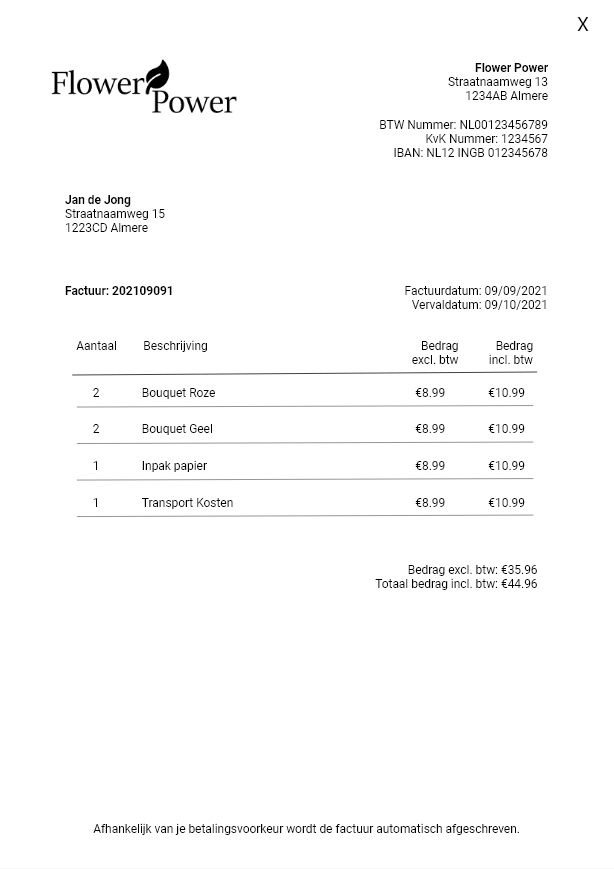 X
Flower
Power
Flower Power
Straatnaamweg 13
1234AB Almere
BTW Nummer: NL00123456789
KvK Nummer: 1234567
IBAN: NL12 INGB 012345678
Jan de Jong
Straatnaamweg 15
1223CD Almere
Factuur: 202109091
Factuurdatum: 09/09/2021
Vervaldatum: 09/10/2021
Aantaal Beschrijving Bedrag excl. btw Bedrag incl. btw
2 Bouquet Roze €8.99 €10.99
2 Bouquet Geel €8.99 €10.99
1 Inpak papier €8.99 €10.99
1 Transport Kosten €8.99 €10.99
Bedrag excl. btw: €35.96
Totaal bedrag incl. btw: €44.96
Afhankelijk van je betalingsvoorkeur wordt de factuur automatisch afgeschreven.